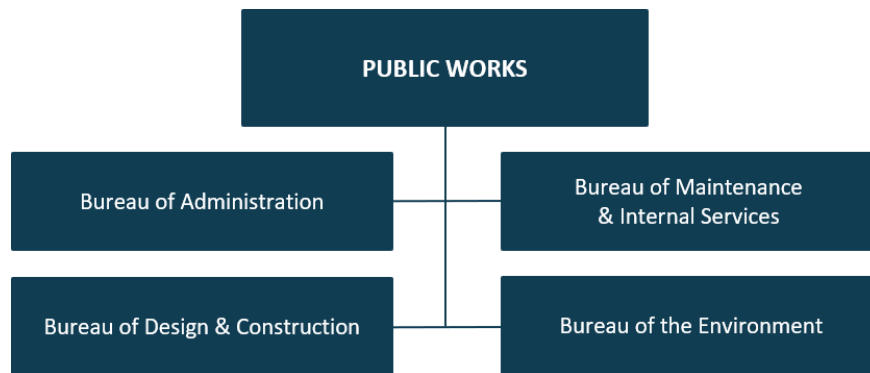 PUBLIC WORKS
Bureau of Administration
Bureau of Maintenance
& Internal Services
Bureau of Design & Construction
Bureau of the Environment